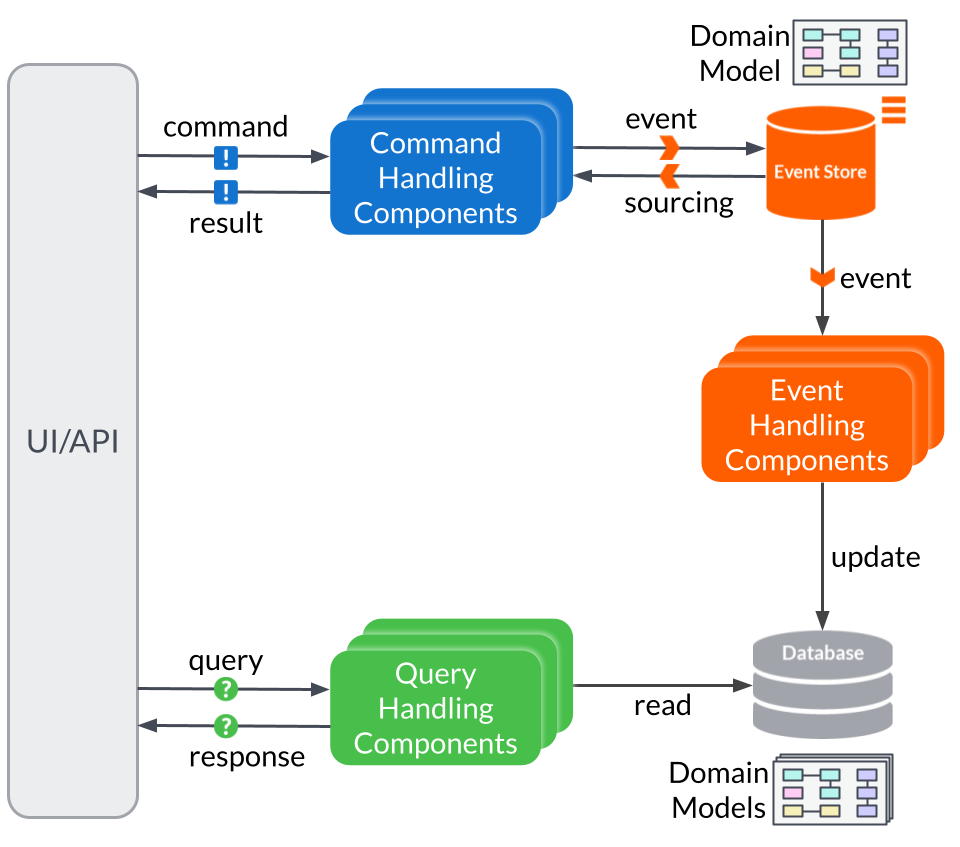 Domain
Model
command
!
!
result
Command
Handling
Components
event
sourcing
Event Store
event
Event
Handling
Components
UI/API
update
query
?
?
response
Query
Handling
Components
read
Database
Domain
Models